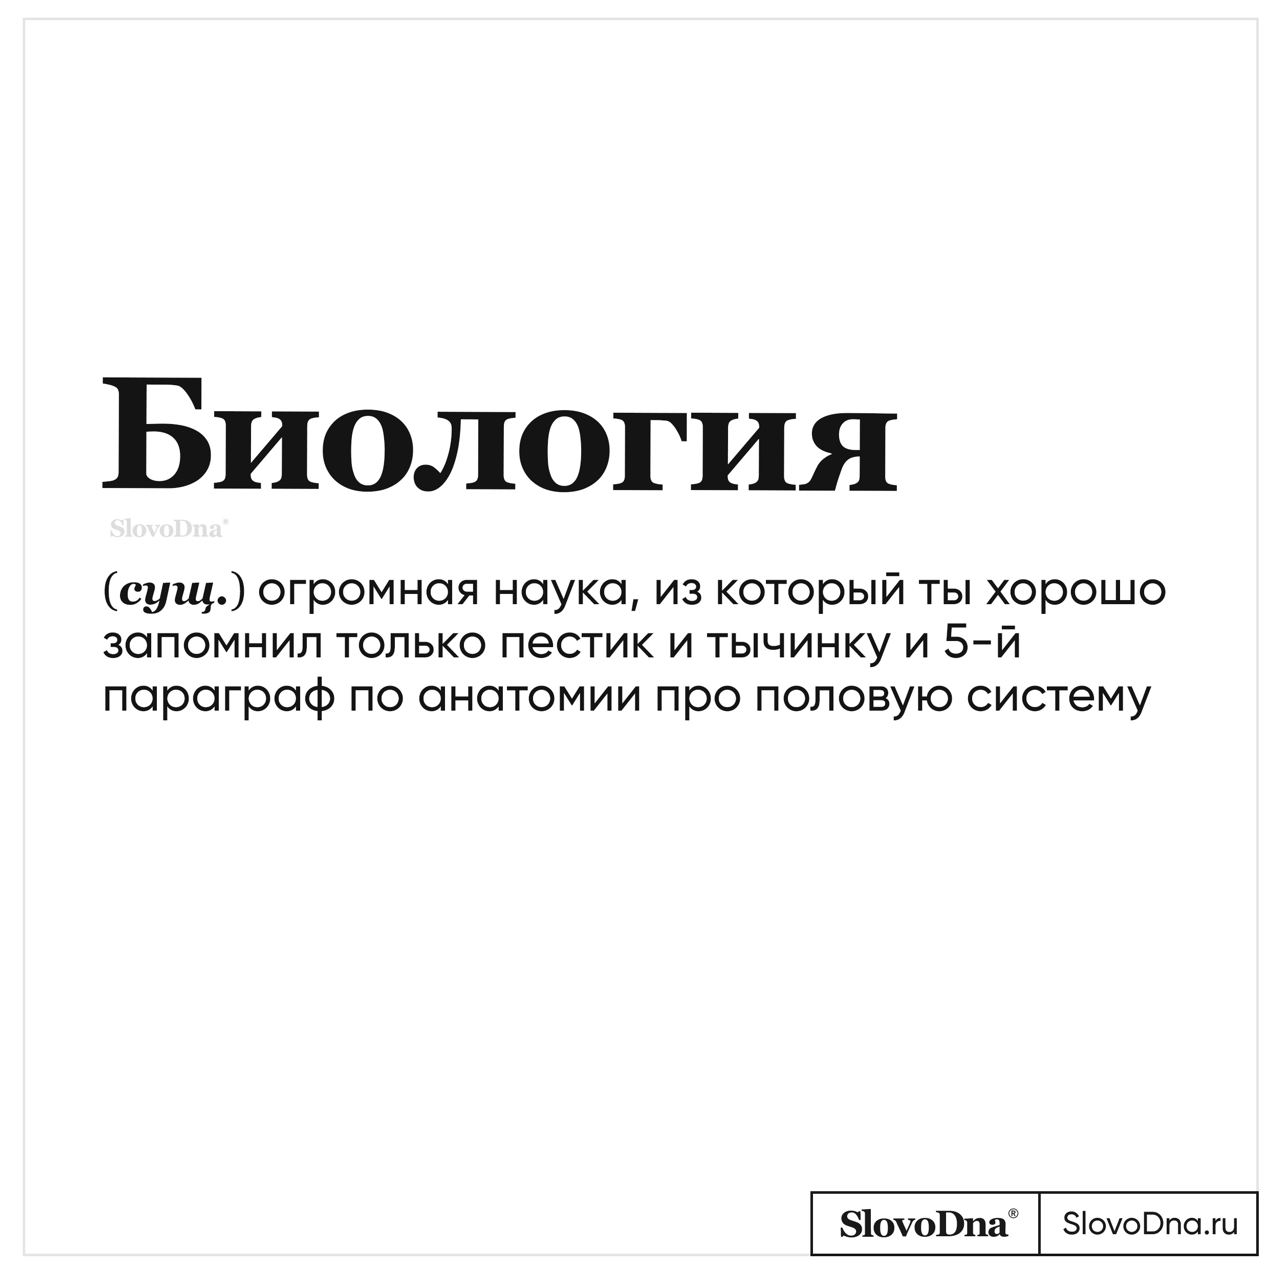 Биология
SlovoDna®
(сущ.) огромная наука, из который ты хорошо
запомнил только пестик и тычинку и 5-й
параграф по анатомии про половую систему
SlovoDna® SlovoDna.ru